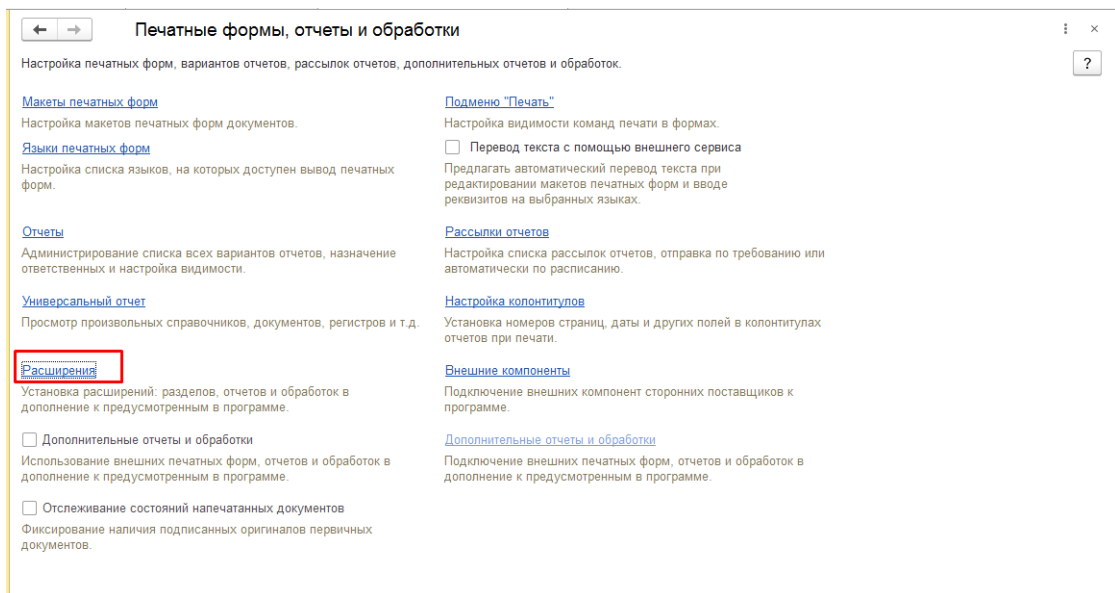 Печатные формы, отчеты и обработки
Настройка печатных форм, вариантов отчетов, рассылок отчетов, дополнительных отчетов и обработок.
?
Макеты печатных форм
Настройка макетов печатных форм документов.
Языки печатных форм
Настройка списка языков, на которых доступен вывод печатных
форм.
Отчеты
Администрирование списка всех вариантов отчетов, назначение
ответственных и настройка видимости.
Универсальный отчет
Просмотр произвольных справочников, документов, регистров и т.д.
Расширения
Установка расширений: разделов, отчетов и обработок в
дополнение к предусмотренным в программе.
Дополнительные отчеты и обработки
Использование внешних печатных форм, отчетов и обработок в
дополнение к предусмотренным в программе.
Отслеживание состояний напечатанных документов
Фиксирование наличия подписанных оригиналов первичных
документов.
Подменю "Печать"
Настройка видимости команд печати в формах.
Перевод текста с помощью внешнего сервиса
Предлагать автоматический перевод текста при
редактировании макетов печатных форм и вводе
реквизитов на выбранных языках.
Рассылки отчетов
Настройка списка рассылок отчетов, отправка по требованию или
автоматически по расписанию.
Настройка колонтитулов
Установка номеров страниц, даты и других полей в колонтитулах
отчетов при печати.
Внешние компоненты
Подключение внешних компонент сторонних поставщиков к
программе.
Дополнительные отчеты и обработки
Подключение внешних печатных форм, отчетов и обработок в
дополнение к предусмотренным в программе.